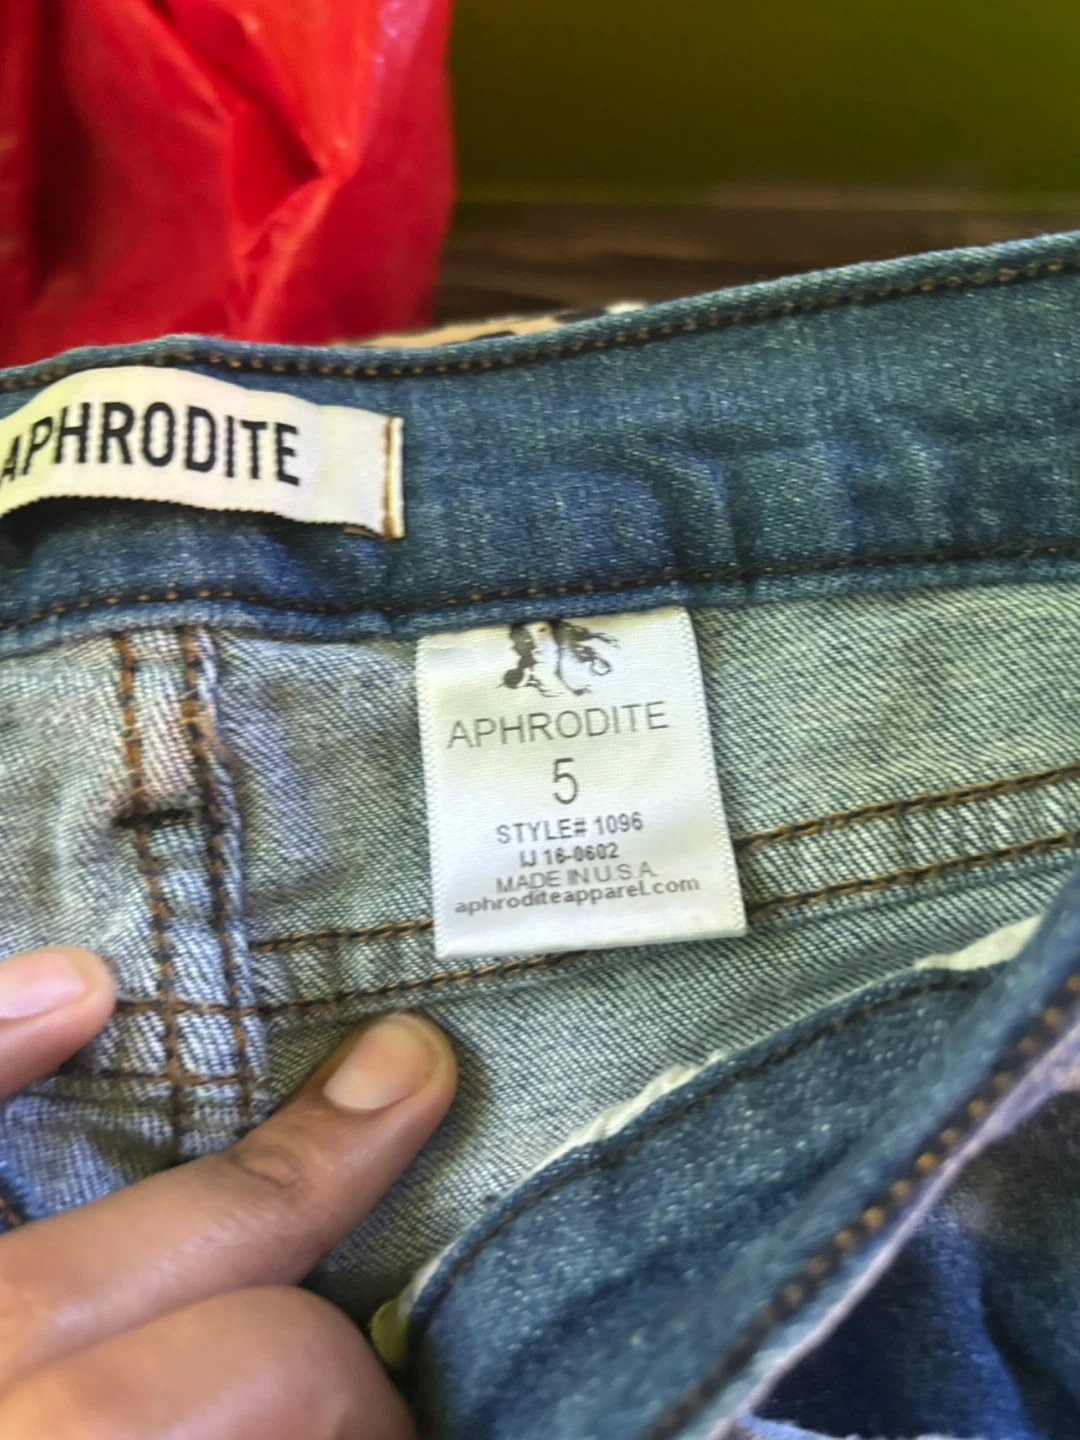 APHRODITE
APHRODITE
5
STYLE# 1096
IJ 16-0602
MADE IN U.S.A.
aphroditeapparel.com